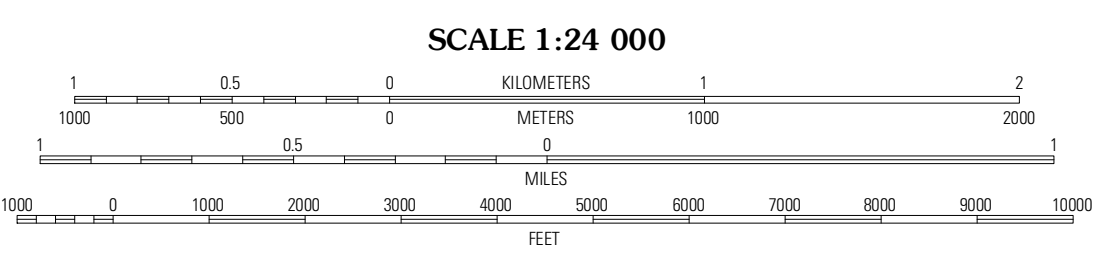 SCALE 1:24 000
1 0.5 0 KILOMETERS 1 2
1000 500 0 METERS 1000 2000
1 0.5 0 1
MILES
1000 0 1000 2000 3000 4000 5000 6000 7000 8000 9000 10000
FEET